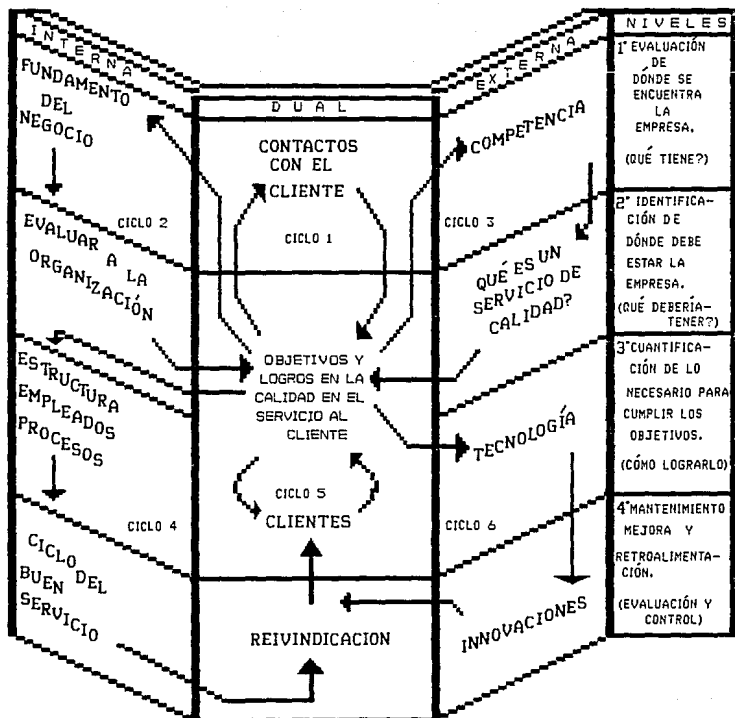 INTERNA
FUNDAMENTO
DEL
NEGOCIO
EVALUAR A LA
ORGANIZACIÓN
ESTRUCTURA
EMPLEADOS
PROCESOS
CICLO DEL
BUEN
SERVICIO
CICLO 2
CICLO 4
DUAL
CONTACTOS
CON EL
CLIENTE
CICLO 1
OBJETIVOS Y
LOGROS EN LA
CALIDAD EN EL
SERVICIO AL
CLIENTE
CICLO 5
CLIENTES
REIVINDICACION
EXTERNA
COMPETENCIA
CICLO 3
QUÉ ES UN
SERVICIO DE
CALIDAD?
TECNOLOGÍA
CICLO 6
INNOVACIONES
NIVELES
1° EVALUACIÓN
DE
DÓNDE SE
ENCUENTRA
LA
EMPRESA.
(QUÉ TIENE?)
2° IDENTIFICA-
CIÓN DE
DÓNDE DEBE
ESTAR LA
EMPRESA.
(QUÉ DEBERÍA-
TENER?)
3° CUANTIFICA-
CIÓN DE LO
NECESARIO PARA
CUMPLIR LOS
OBJETIVOS.
(CÓMO LOGRARLO)
4° MANTENIMIENTO
MEJORA Y
RETROALIMENTA-
CIÓN.
(EVALUACIÓN Y
CONTROL)